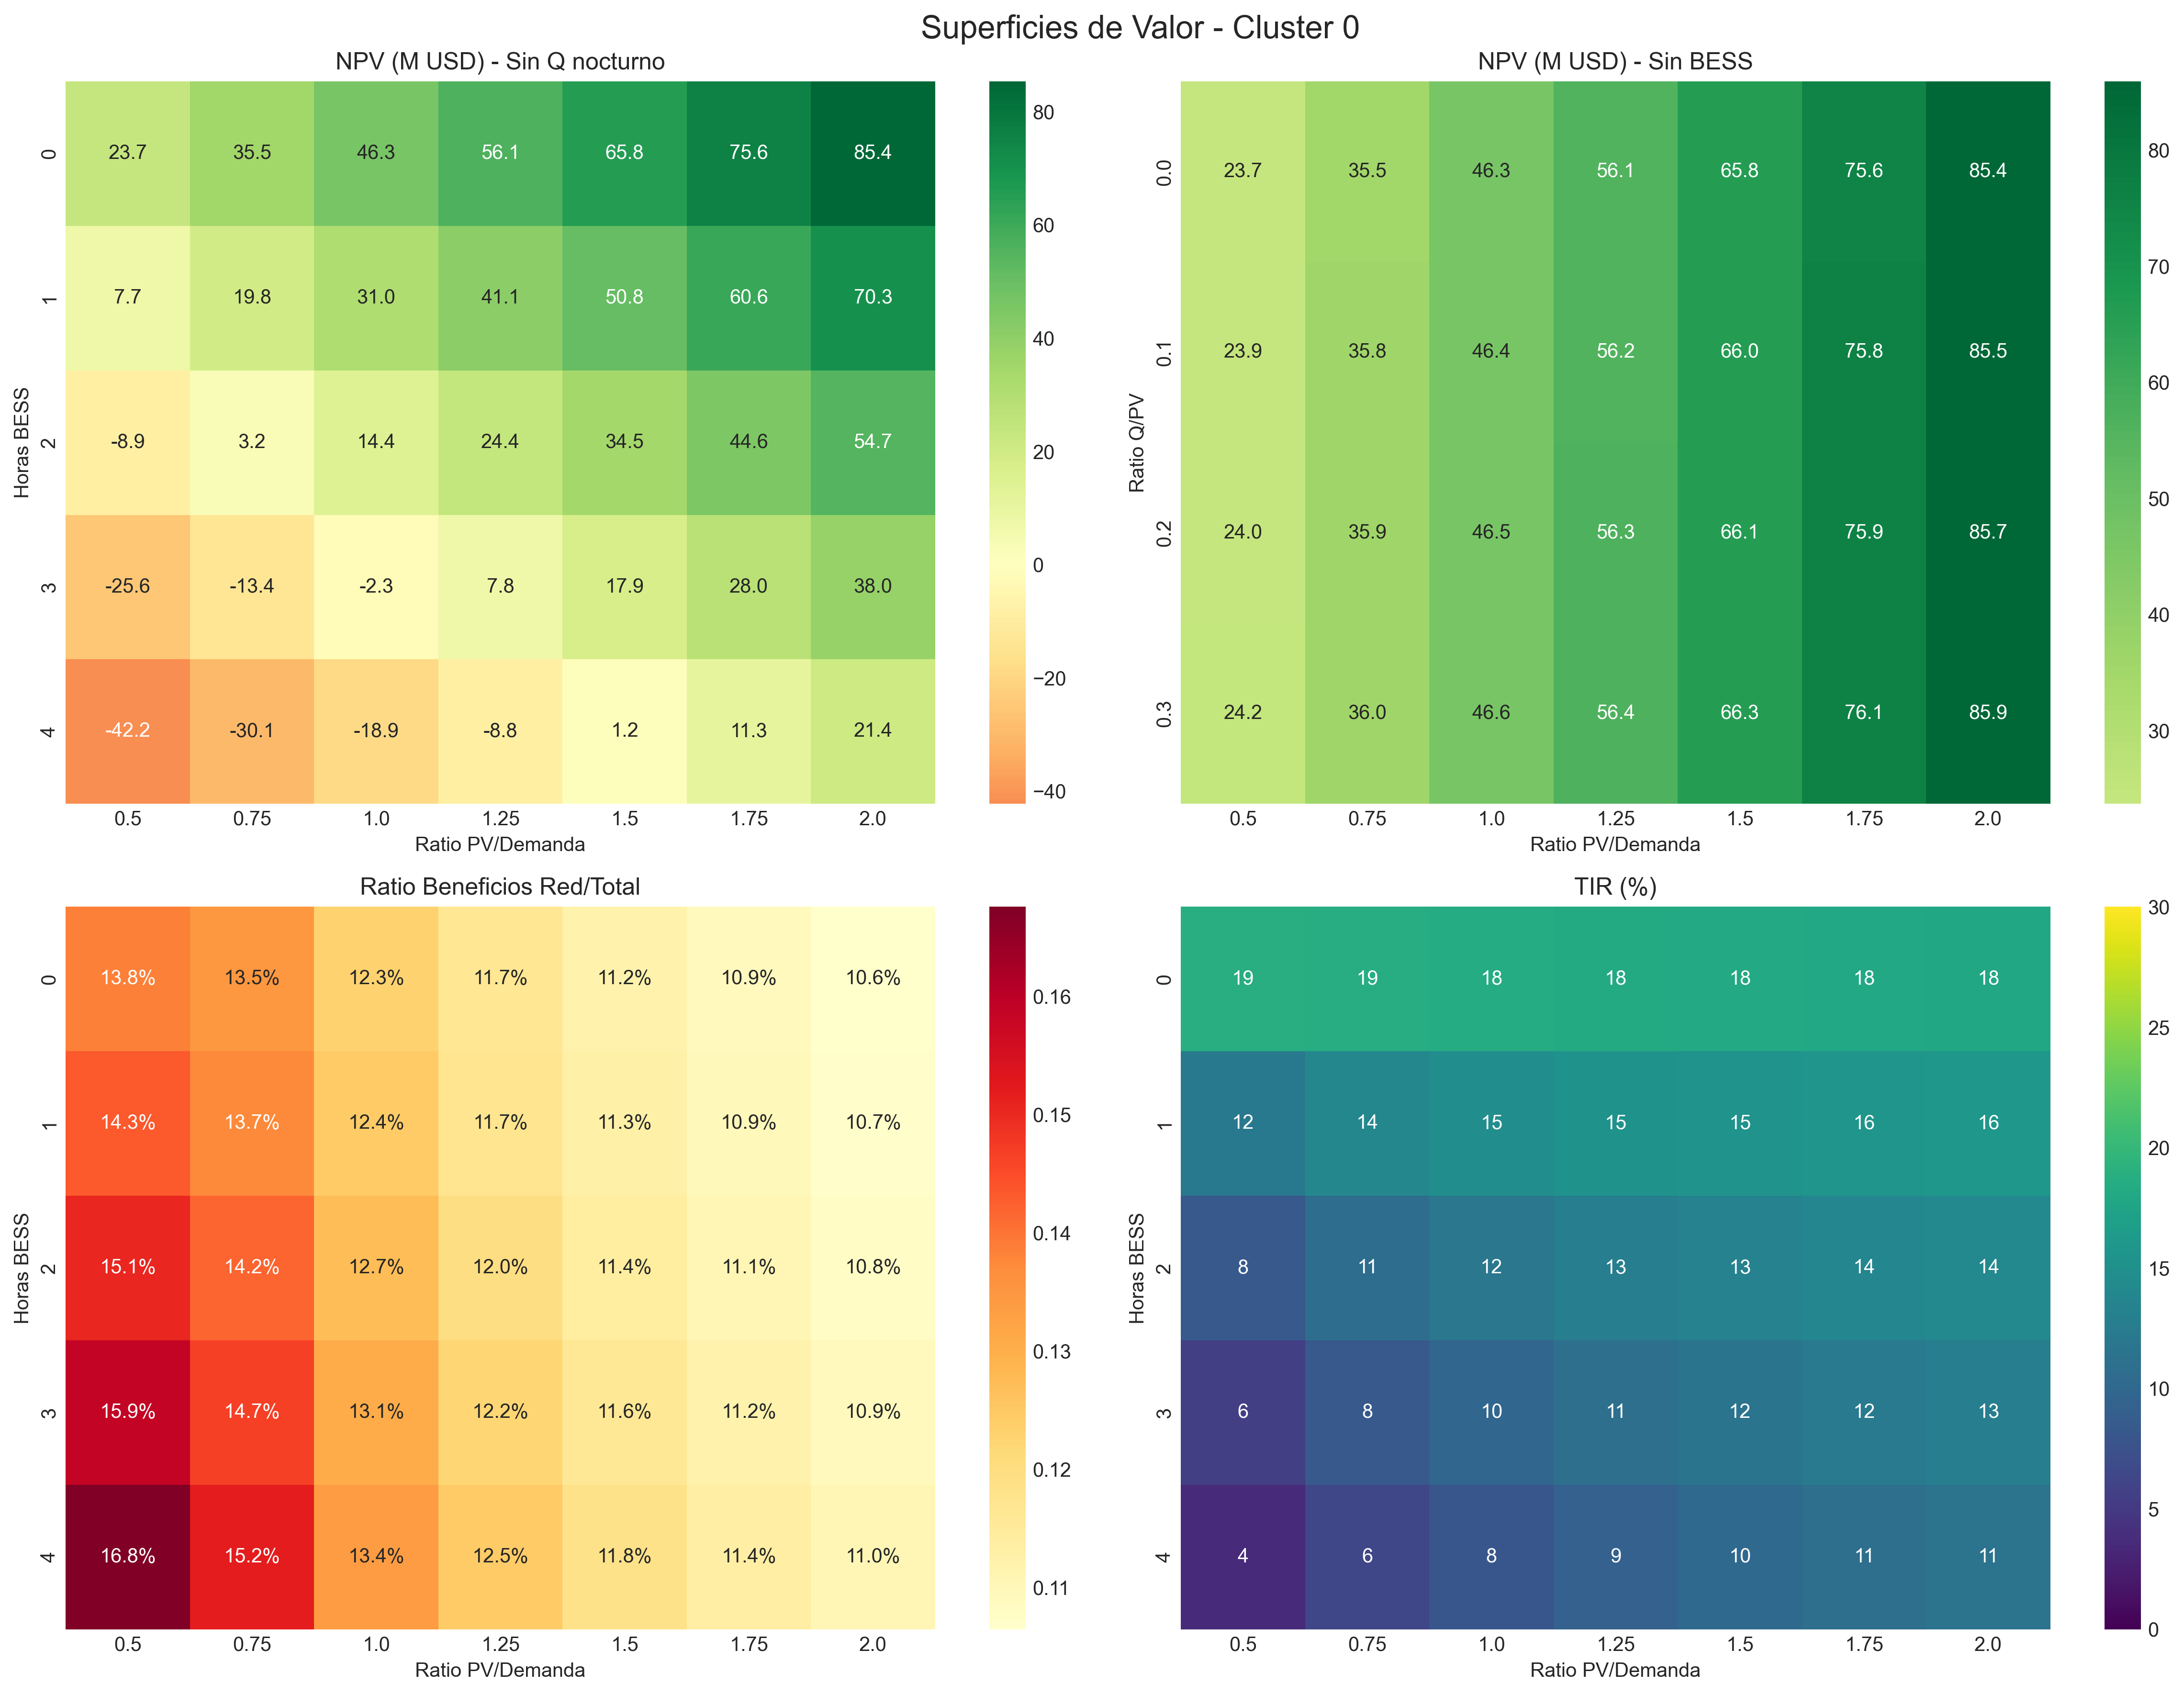 Superficies de Valor - Cluster 0
NPV (M USD) - Sin Q nocturno
Horas BESS
0 23.7 35.5 46.3 56.1 65.8 75.6 85.4
1 7.7 19.8 31.0 41.1 50.8 60.6 70.3
2 -8.9 3.2 14.4 24.4 34.5 44.6 54.7
3 -25.6 -13.4 -2.3 7.8 17.9 28.0 38.0
4 -42.2 -30.1 -18.9 -8.8 1.2 11.3 21.4
0.5 0.75 1.0 1.25 1.5 1.75 2.0
Ratio PV/Demanda
80
60
40
20
0
−20
−40
NPV (M USD) - Sin BESS
Ratio Q/PV
0.0 23.7 35.5 46.3 56.1 65.8 75.6 85.4
0.1 23.9 35.8 46.4 56.2 66.0 75.8 85.5
0.2 24.0 35.9 46.5 56.3 66.1 75.9 85.7
0.3 24.2 36.0 46.6 56.4 66.3 76.1 85.9
0.5 0.75 1.0 1.25 1.5 1.75 2.0
Ratio PV/Demanda
80
70
60
50
40
30
Ratio Beneficios Red/Total
Horas BESS
0 13.8% 13.5% 12.3% 11.7% 11.2% 10.9% 10.6%
1 14.3% 13.7% 12.4% 11.7% 11.3% 10.9% 10.7%
2 15.1% 14.2% 12.7% 12.0% 11.4% 11.1% 10.8%
3 15.9% 14.7% 13.1% 12.2% 11.6% 11.2% 10.9%
4 16.8% 15.2% 13.4% 12.5% 11.8% 11.4% 11.0%
0.5 0.75 1.0 1.25 1.5 1.75 2.0
Ratio PV/Demanda
0.16
0.15
0.14
0.13
0.12
0.11
TIR (%)
Horas BESS
0 19 19 18 18 18 18 18
1 12 14 15 15 15 16 16
2 8 11 12 13 13 14 14
3 6 8 10 11 12 12 13
4 4 6 8 9 10 11 11
0.5 0.75 1.0 1.25 1.5 1.75 2.0
Ratio PV/Demanda
30
25
20
15
10
5
0